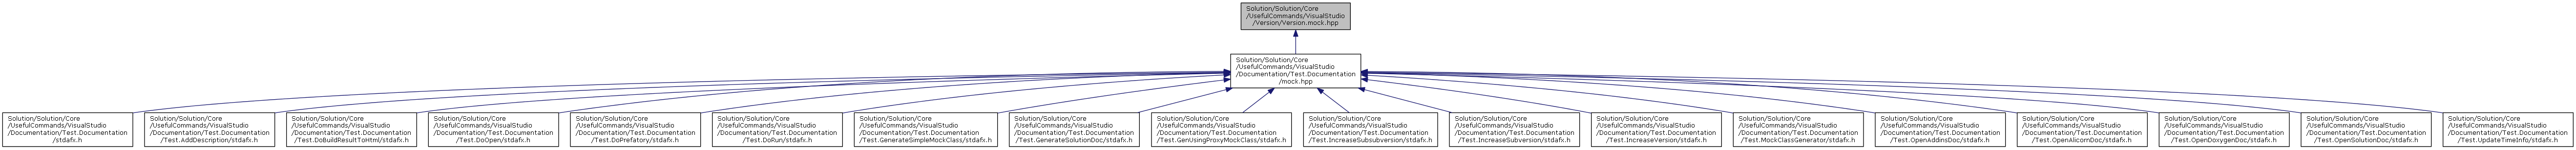 Solution/Solution/Core
/UsefulCommands/VisualStudio
/Version/Version.mock.hpp
Solution/Solution/Core
/UsefulCommands/VisualStudio
/Documentation/Test.Documentation
/mock.hpp
Solution/Solution/Core
/UsefulCommands/VisualStudio
/Documentation/Test.Documentation
/stdafx.h
Solution/Solution/Core
/UsefulCommands/VisualStudio
/Documentation/Test.Documentation
/Test.AddDescription/stdafx.h
Solution/Solution/Core
/UsefulCommands/VisualStudio
/Documentation/Test.Documentation
/Test.DoBuildResultToHtml/stdafx.h
Solution/Solution/Core
/UsefulCommands/VisualStudio
/Documentation/Test.Documentation
/Test.DoOpen/stdafx.h
Solution/Solution/Core
/UsefulCommands/VisualStudio
/Documentation/Test.Documentation
/Test.DoPrefatory/stdafx.h
Solution/Solution/Core
/UsefulCommands/VisualStudio
/Documentation/Test.Documentation
/Test.DoRun/stdafx.h
Solution/Solution/Core
/UsefulCommands/VisualStudio
/Documentation/Test.Documentation
/Test.GenerateSimpleMockClass/stdafx.h
Solution/Solution/Core
/UsefulCommands/VisualStudio
/Documentation/Test.Documentation
/Test.GenerateSolutionDoc/stdafx.h
Solution/Solution/Core
/UsefulCommands/VisualStudio
/Documentation/Test.Documentation
/Test.GenUsingProxyMockClass/stdafx.h
Solution/Solution/Core
/UsefulCommands/VisualStudio
/Documentation/Test.Documentation
/Test.IncreaseSubsubversion/stdafx.h
Solution/Solution/Core
/UsefulCommands/VisualStudio
/Documentation/Test.Documentation
/Test.IncreaseSubversion/stdafx.h
Solution/Solution/Core
/UsefulCommands/VisualStudio
/Documentation/Test.Documentation
/Test.IncreaseVersion/stdafx.h
Solution/Solution/Core
/UsefulCommands/VisualStudio
/Documentation/Test.Documentation
/Test.MockClassGenerator/stdafx.h
Solution/Solution/Core
/UsefulCommands/VisualStudio
/Documentation/Test.Documentation
/Test.OpenAddinsDoc/stdafx.h
Solution/Solution/Core
/UsefulCommands/VisualStudio
/Documentation/Test.Documentation
/Test.OpenAlicornDoc/stdafx.h
Solution/Solution/Core
/UsefulCommands/VisualStudio
/Documentation/Test.Documentation
/Test.OpenDoxygenDoc/stdafx.h
Solution/Solution/Core
/UsefulCommands/VisualStudio
/Documentation/Test.Documentation
/Test.OpenSolutionDoc/stdafx.h
Solution/Solution/Core
/UsefulCommands/VisualStudio
/Documentation/Test.Documentation
/Test.UpdateTimeInfo/stdafx.h